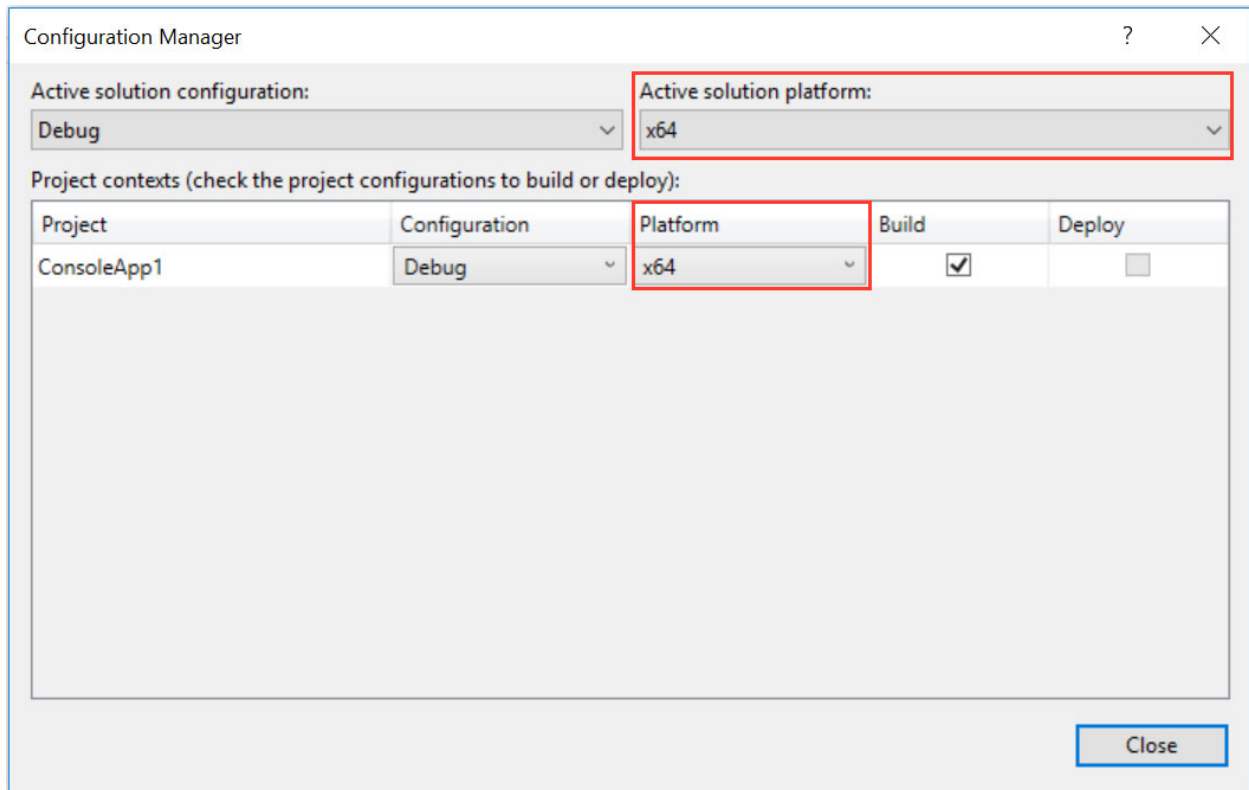 Configuration Manager ?
Active solution configuration: Active solution platform:
Debug x64
Project contexts (check the project configurations to build or deploy):
Project Configuration Platform Build Deploy
ConsoleApp1 Debug x64
Close